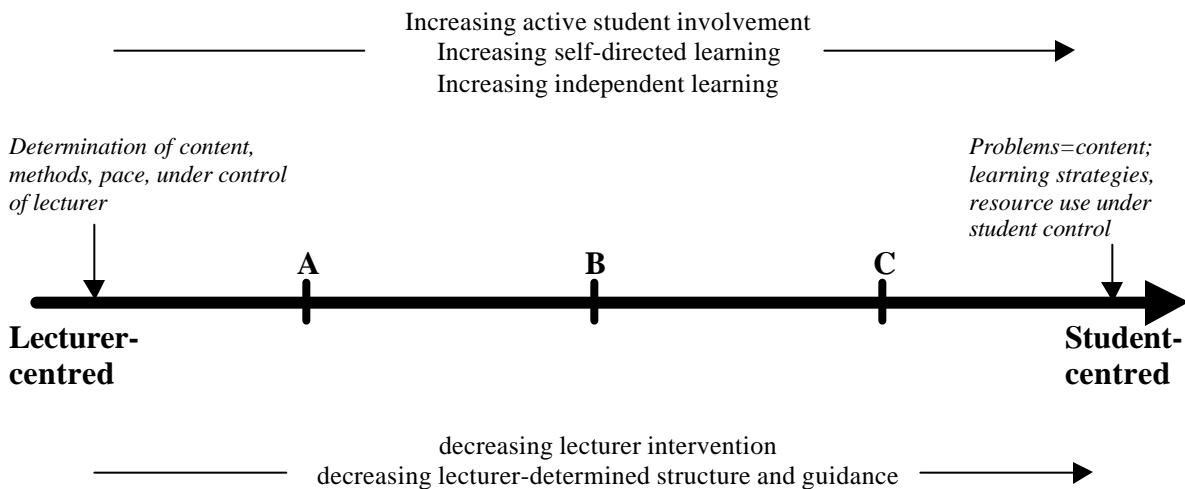 Increasing active student involvement
Increasing self-directed learning
Increasing independent learning
Determination of content,
methods, pace, under control
of lecturer
Problems=content;
learning strategies,
resource use under
student control
A
B
C
Lecturer-
centred
Student-
centred
decreasing lecturer intervention
decreasing lecturer-determined structure and guidance